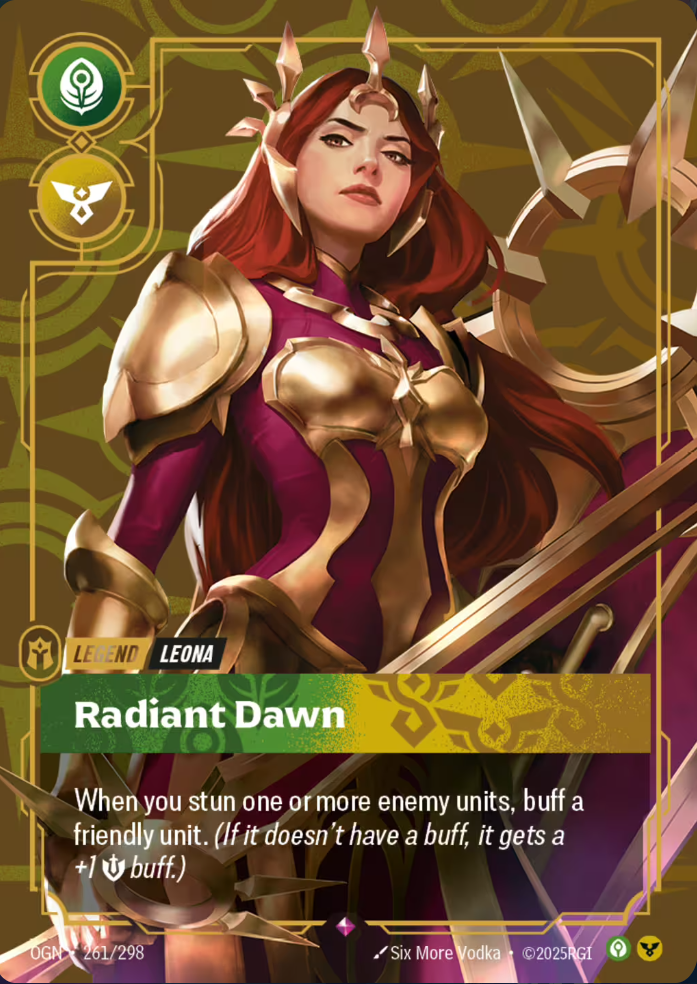 LEGEND LEONA
Radiant Dawn
When you stun one or more enemy units, buff a
friendly unit. (If it doesn't have a buff, it gets a
+1 buff.)
OGN • 261/298 Six More Vodka • ©2025RGI